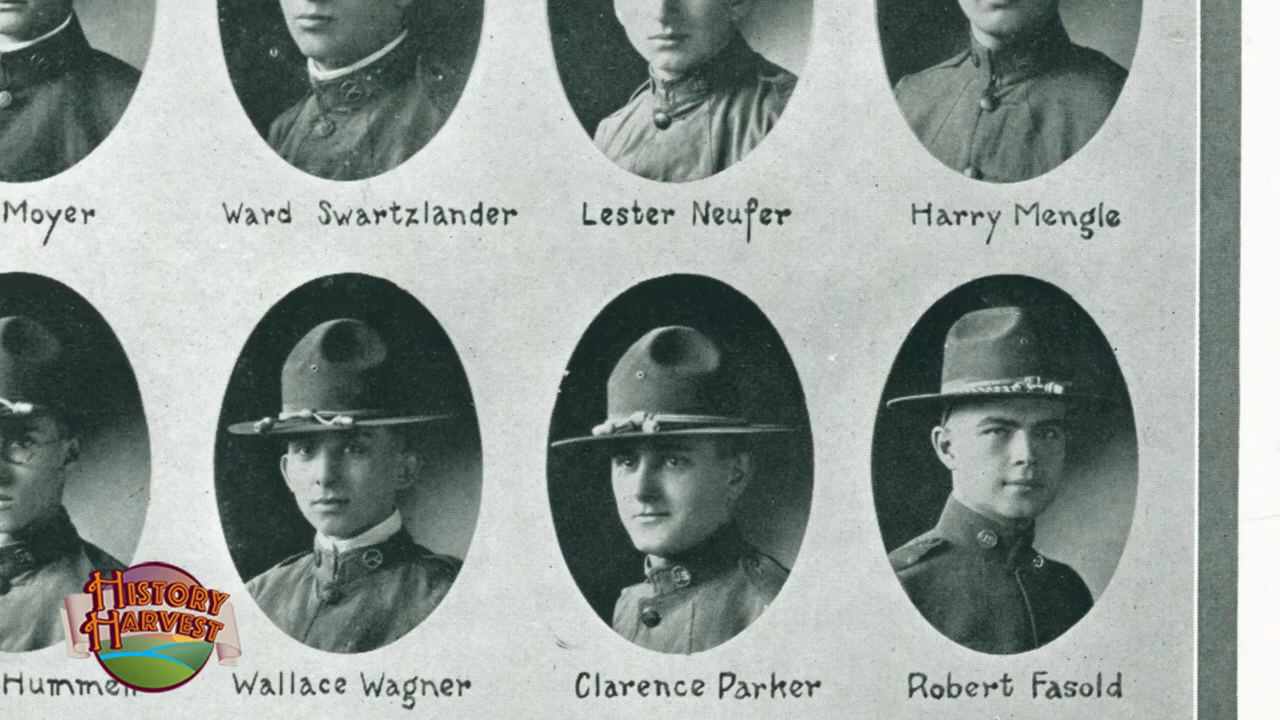 Moyer
Ward Swartzlander
Lester Neufer
Harry Mengle
HISTORY
HARVEST
Wallace Wagner
Clarence Parker
Robert Fasold